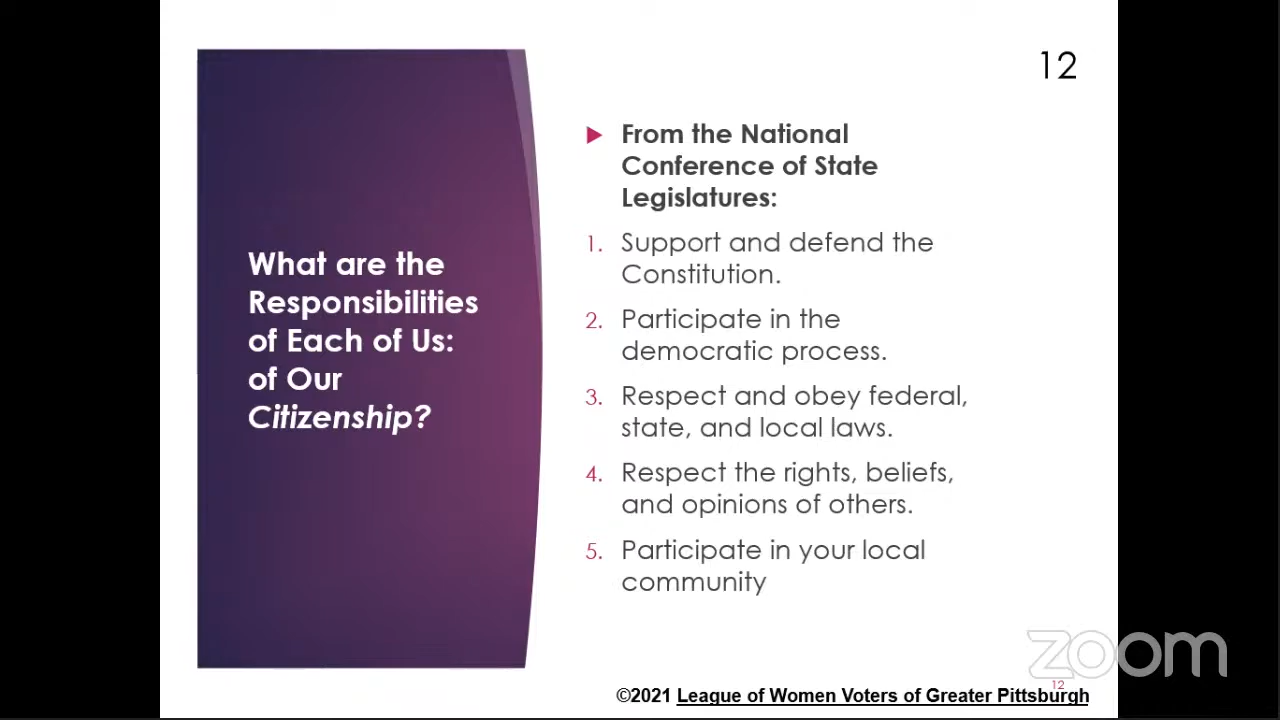 12
What are the
Responsibilities
of Each of Us:
of Our
Citizenship?
From the National
Conference of State
Legislatures:
1. Support and defend the
Constitution.
2. Participate in the
democratic process.
3. Respect and obey federal,
state, and local laws.
4. Respect the rights, beliefs,
and opinions of others.
5. Participate in your local
community
zoom
12
©2021 League of Women Voters of Greater Pittsburgh